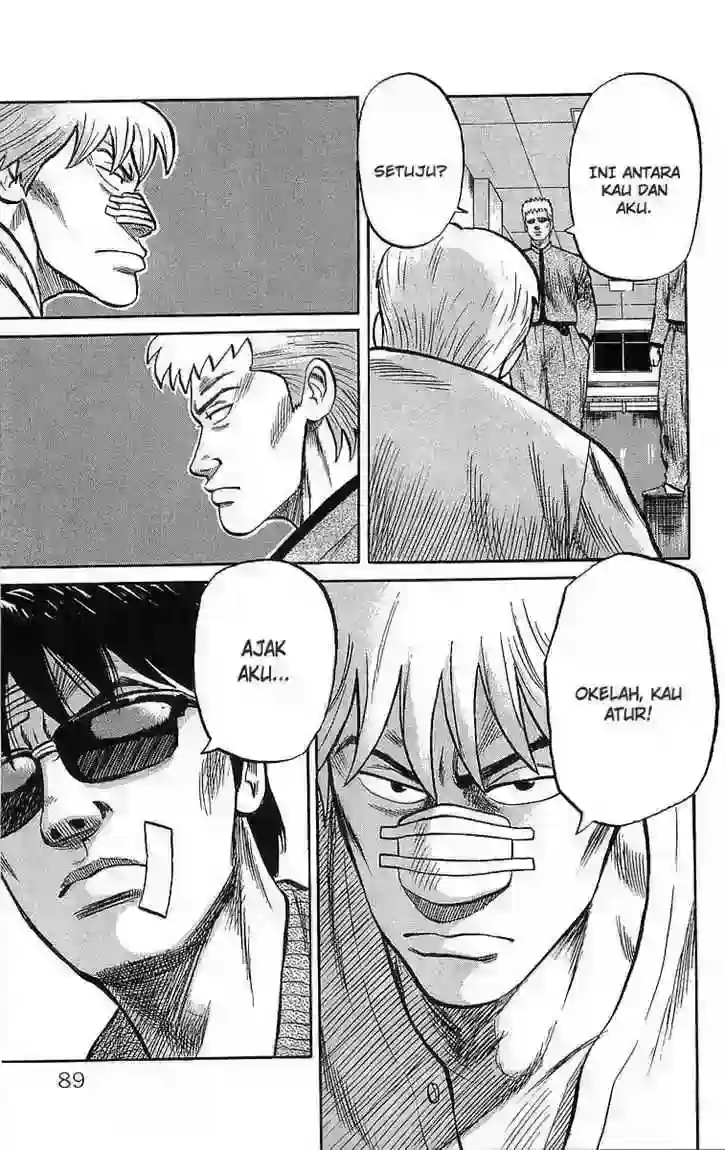 INI ANTARA
KAU DAN
AKU.
SETUJU?
OKELAH, KAU
ATUR!
AJAK
AKU...
89